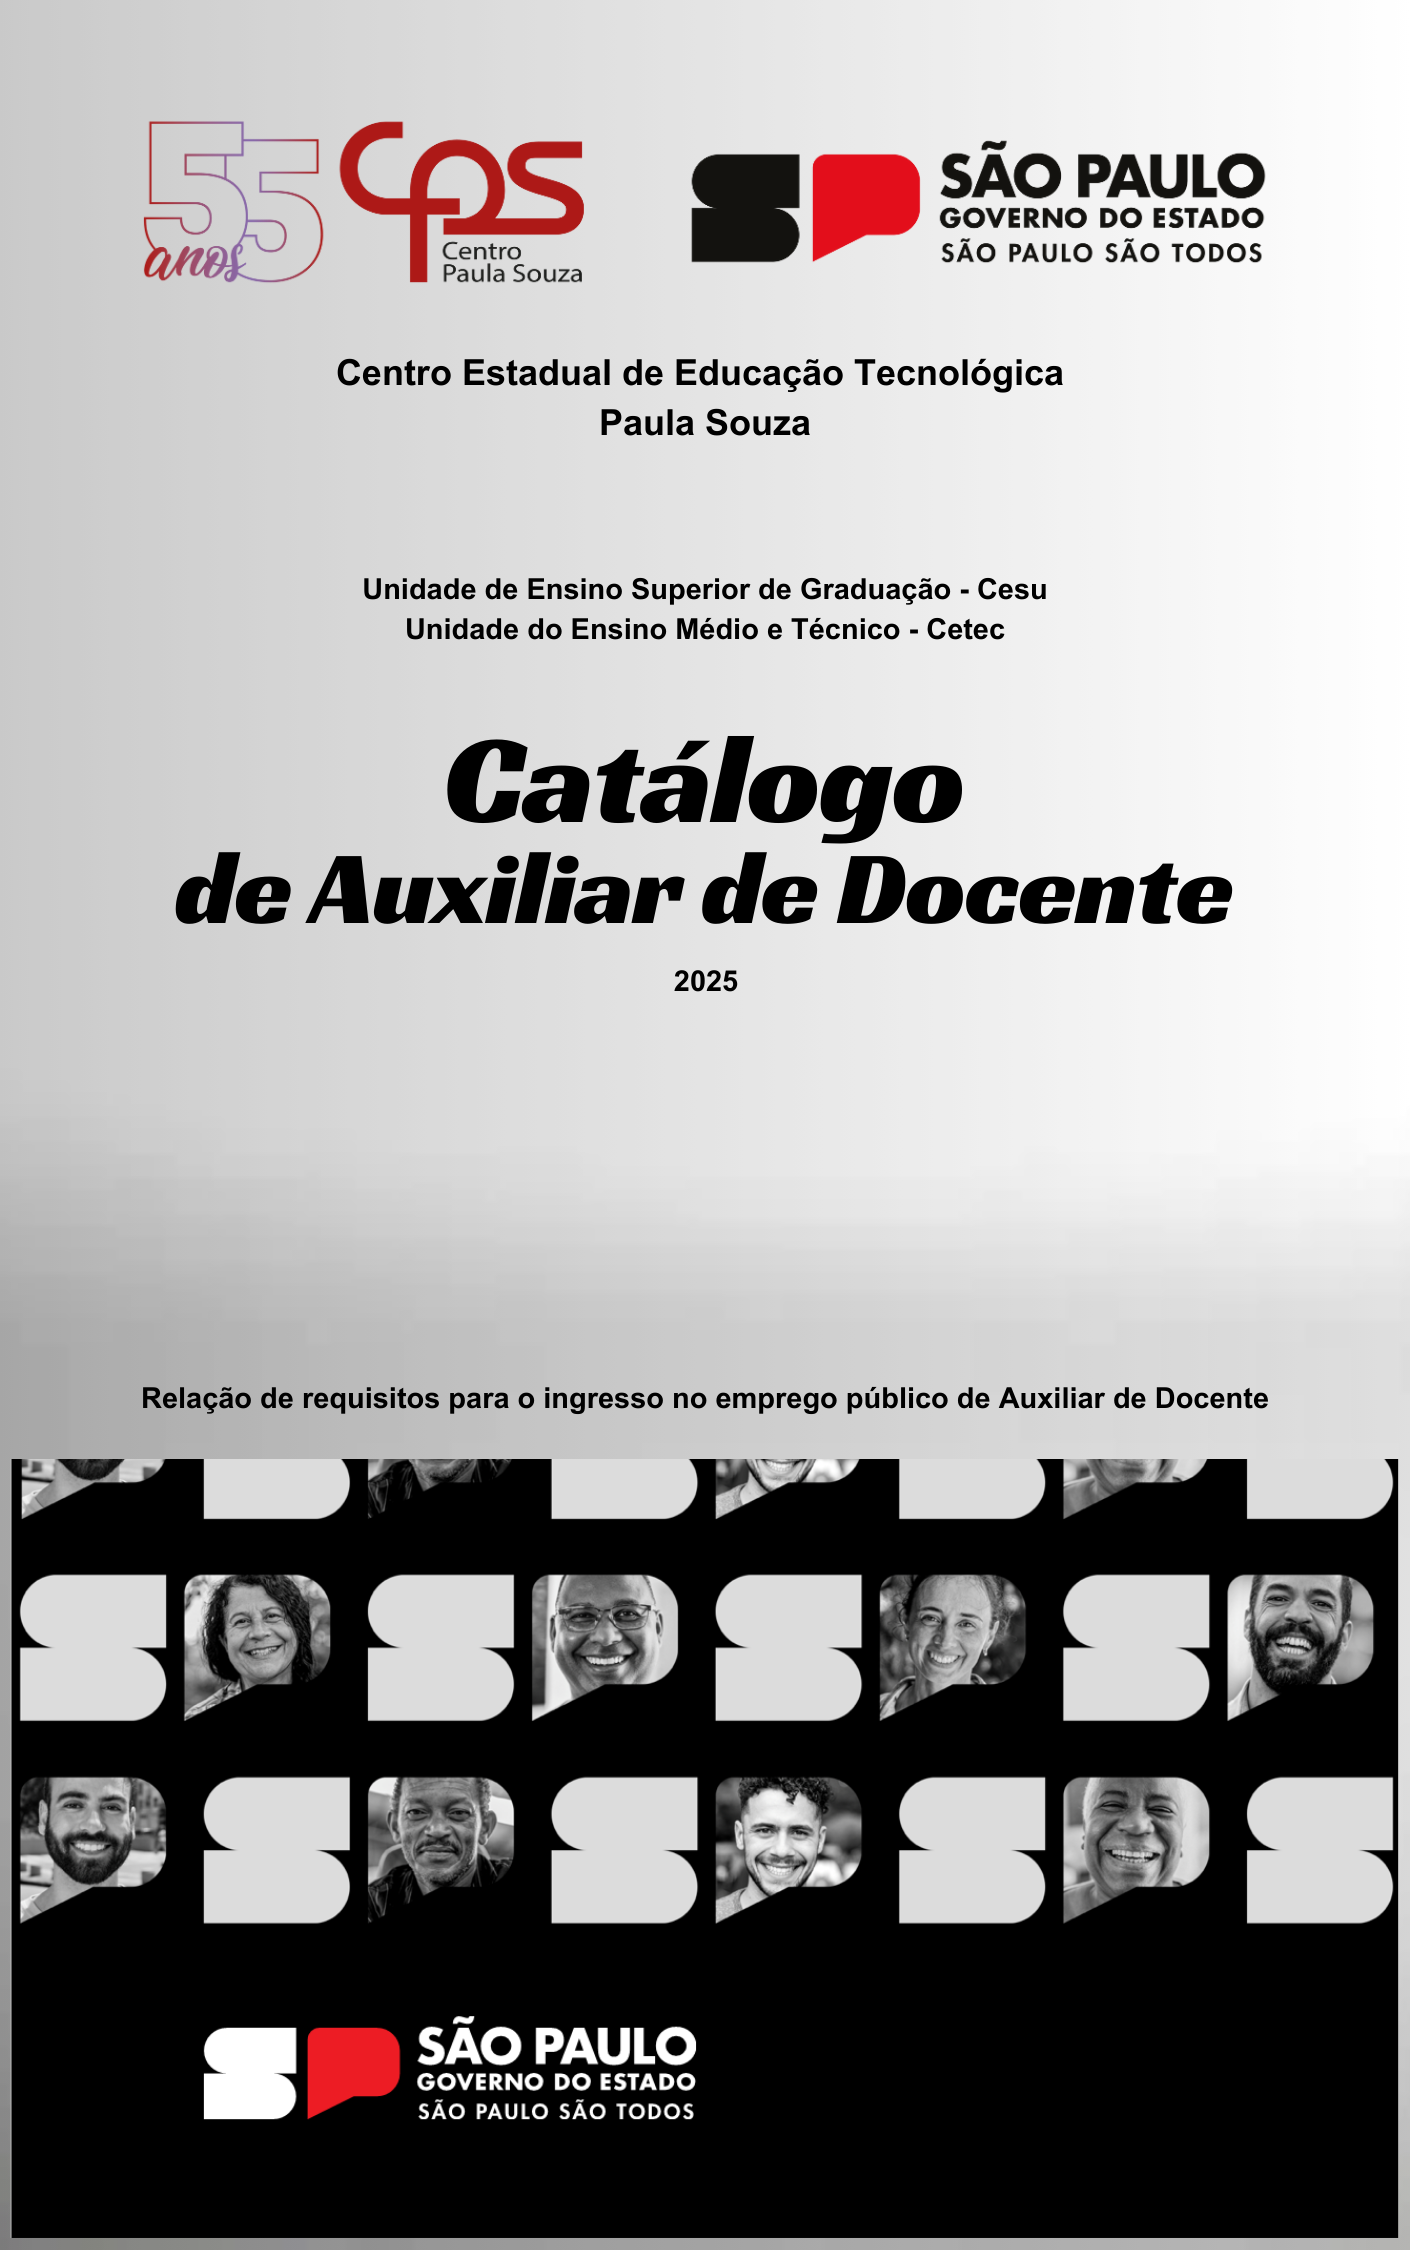 55
anos
cps
Centro
Paula Souza
SP
SÃO PAULO
GOVERNO DO ESTADO
SÃO PAULO SÃO TODOS
Centro Estadual de Educação Tecnológica
Paula Souza
Unidade de Ensino Superior de Graduação - Cesu
Unidade do Ensino Médio e Técnico - Cetec
Catálogo
de Auxiliar de Docente
2025
Relação de requisitos para o ingresso no emprego público de Auxiliar de Docente
SP
SÃO PAULO
GOVERNO DO ESTADO
SÃO PAULO SÃO TODOS